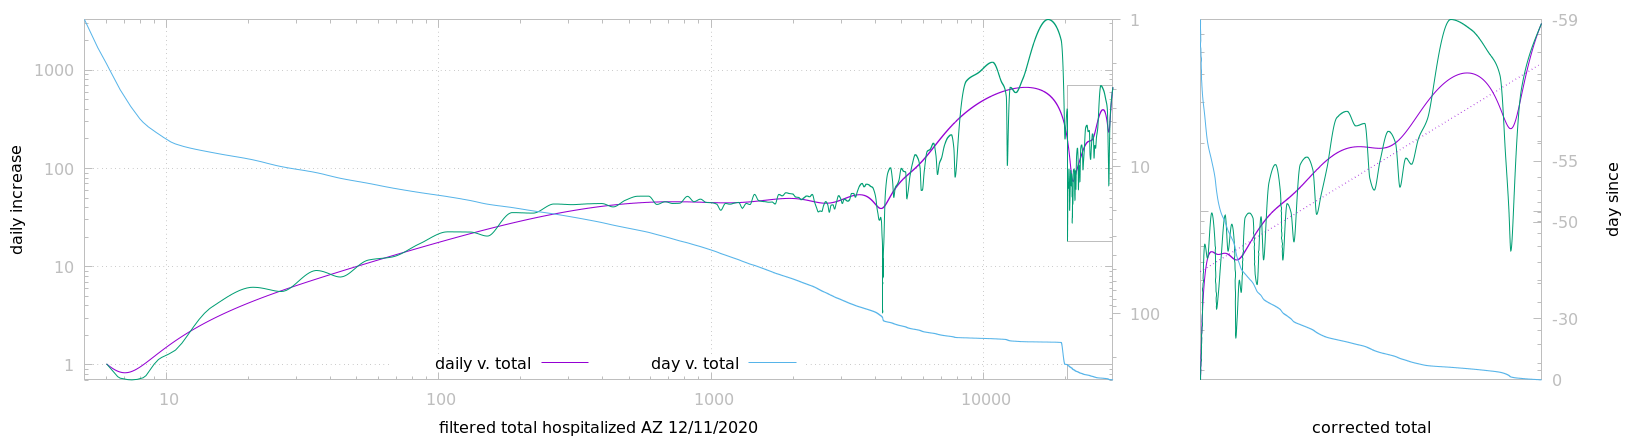 1
-59
1000
10
-55
100
daily increase
-50
day since
10
100
-30
1
daily v. total
day v. total
0
10
100
1000
10000
filtered total hospitalized AZ 12/11/2020
corrected total